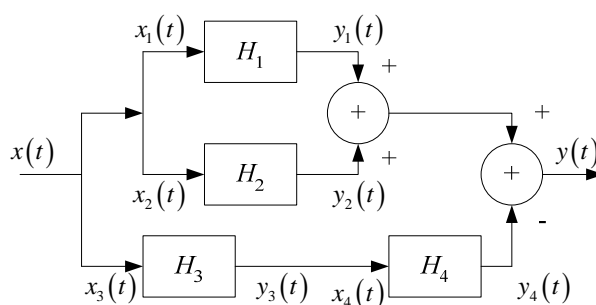 x₁(t) H₁ y₁(t)
+
+ +
x(t) y(t)
+
+
x₂(t) H₂ y₂(t)
-
x₃(t) H₃ y₃(t) x₄(t) H₄ y₄(t)